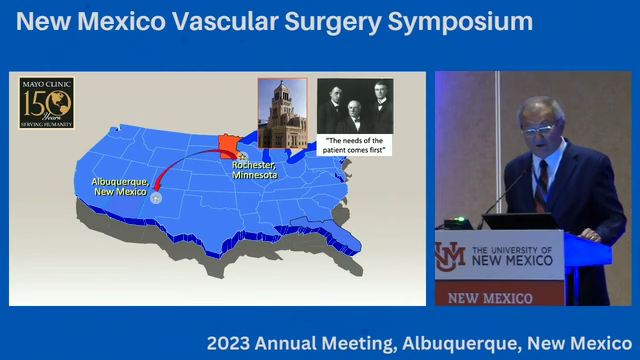 New Mexico Vascular Surgery Symposium
MAYO CLINIC
150
Years
SERVING HUMANITY
"The needs of the
patient comes first"
Rochester,
Minnesota
Albuquerque,
New Mexico
UNM
THE UNIVERSITY OF
NEW MEXICO
NEW MEXICO
2023 Annual Meeting, Albuquerque, New Mexico